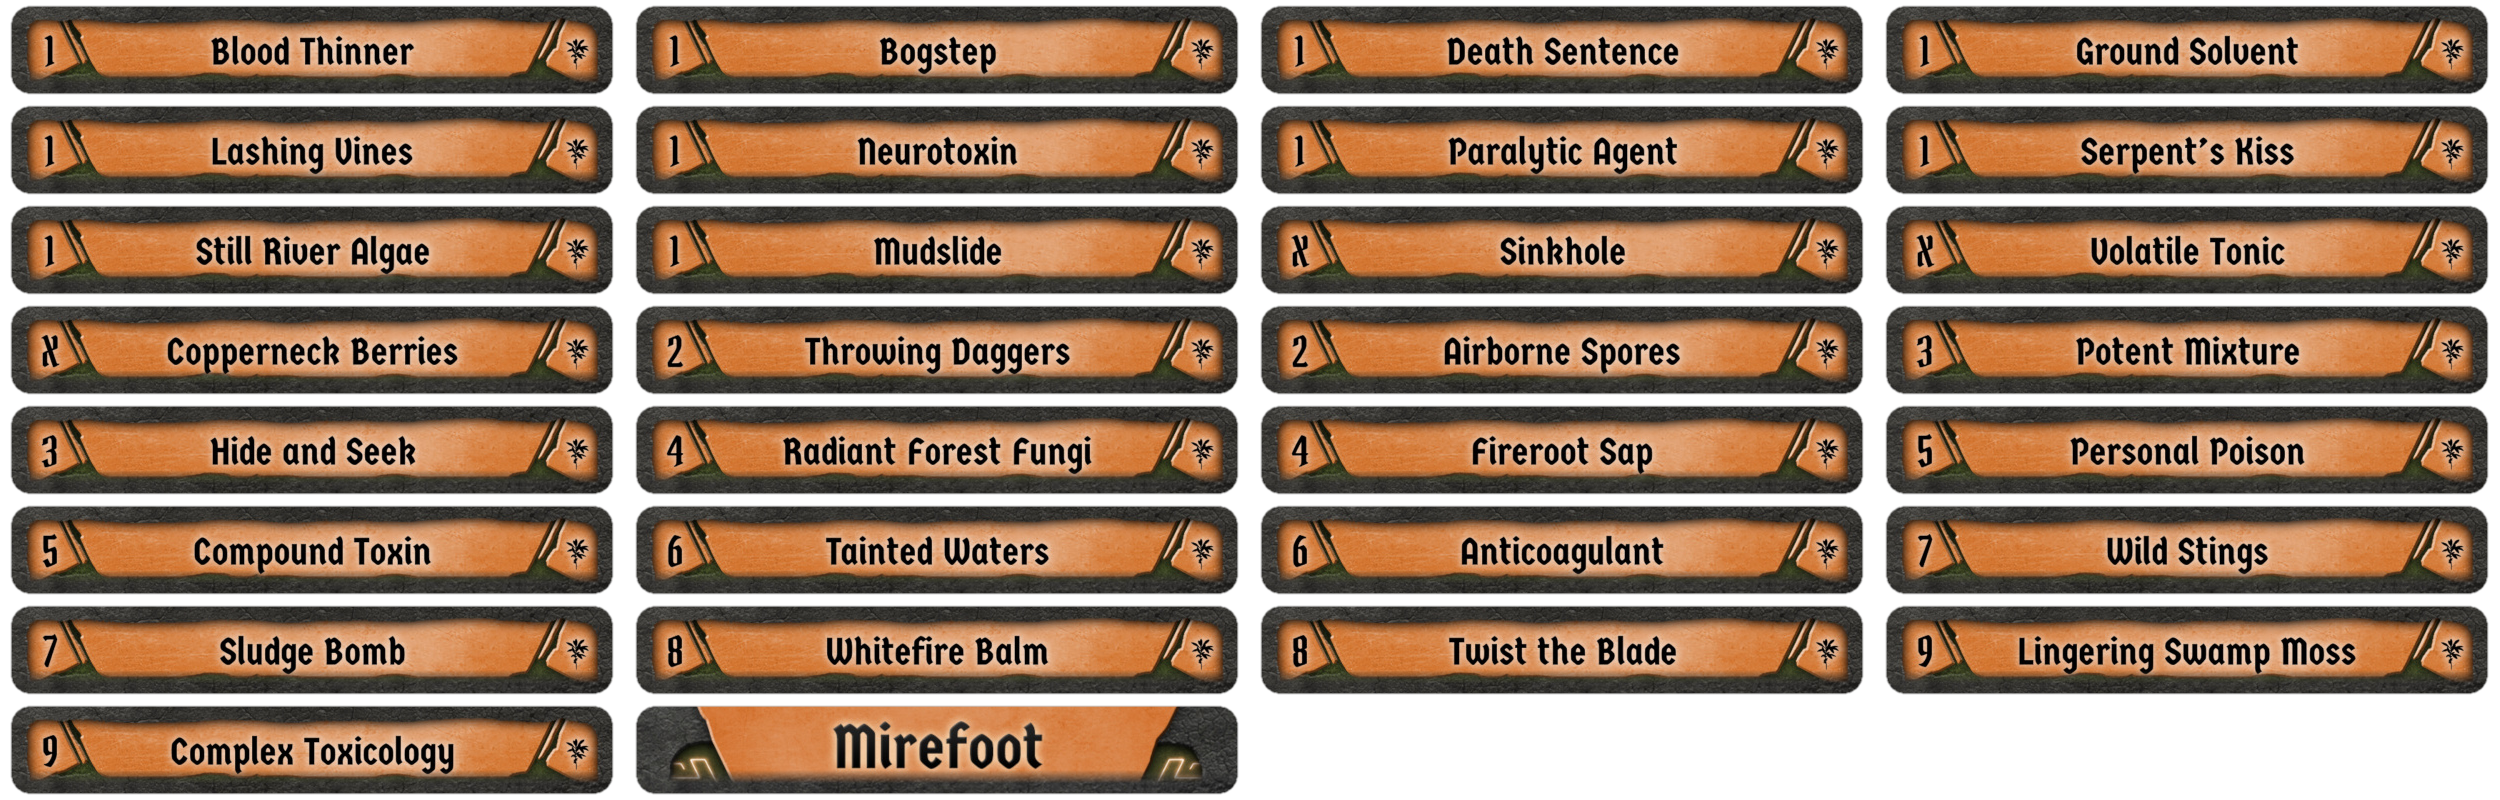 1 Blood Thinner
1 Bogstep
1 Death Sentence
1 Ground Solvent
1 Lashing Vines
1 Neurotoxin
1 Paralytic Agent
1 Serpent's Kiss
1 Still River Algae
1 Mudslide
X Sinkhole
X Volatile Tonic
X Copperneck Berries
2 Throwing Daggers
2 Airborne Spores
3 Potent Mixture
3 Hide and Seek
4 Radiant Forest Fungi
4 Fireroot Sap
5 Personal Poison
5 Compound Toxin
6 Tainted Waters
6 Anticoagulant
7 Wild Stings
7 Sludge Bomb
8 Whitefire Balm
8 Twist the Blade
9 Lingering Swamp Moss
9 Complex Toxicology
Mirefoot